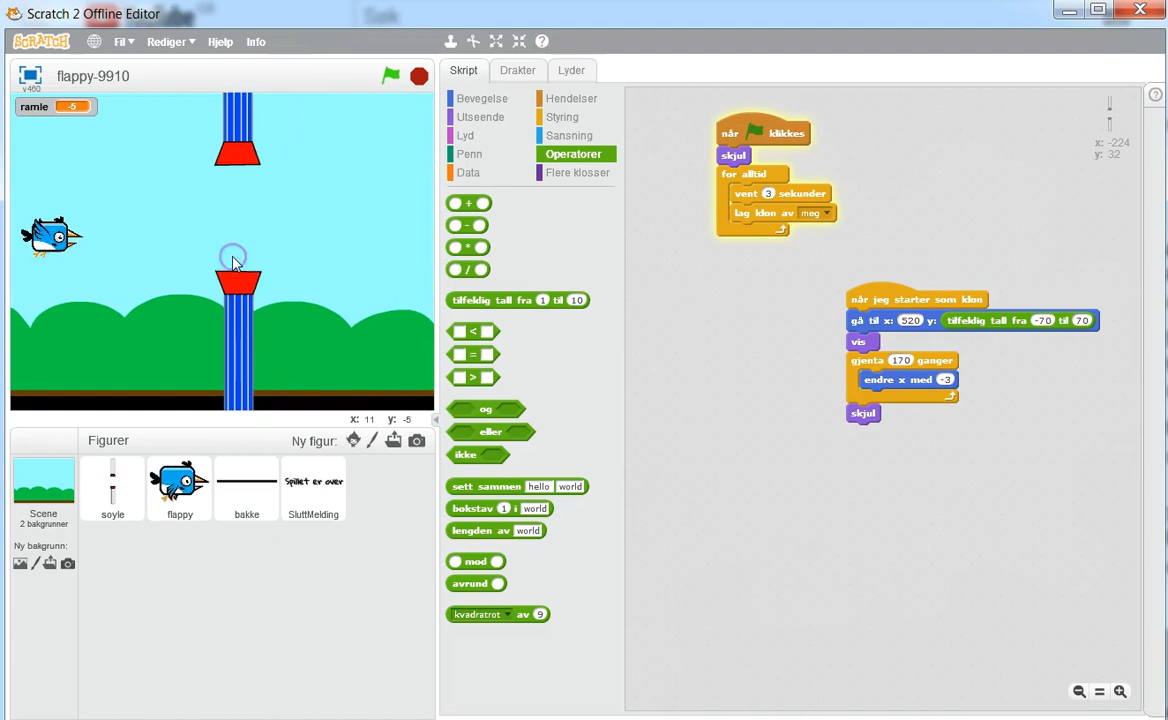 Scratch 2 Offline Editor
SCRATCH
Fil Rediger Hjelp Info
v460
flappy-9910
ramle -5
x: 11 y: -5
Figurer Ny figur:
Scene
2 bakgrunner
Ny bakgrunn:
soyle
flappy
bakke
Spillet er over
SluttMelding
Skript Drakter Lyder
Bevegelse Hendelser
Utseende Styring
Lyd Sansning
Penn Operatorer
Data Flere klosser
+
-
*
/
tilfeldig tall fra 1 til 10
<
=
>
og
eller
ikke
sett sammen hello world
bokstav 1 i world
lengden av world
mod
avrund
kvadratrot av 9
når klikkes
skjul
for alltid
vent 3 sekunder
lag klon av meg
når jeg starter som klon
gå til x: 520 y: tilfeldig tall fra -70 til 70
vis
gjenta 170 ganger
endre x med -3
skjul
x: -224
y: 32
?